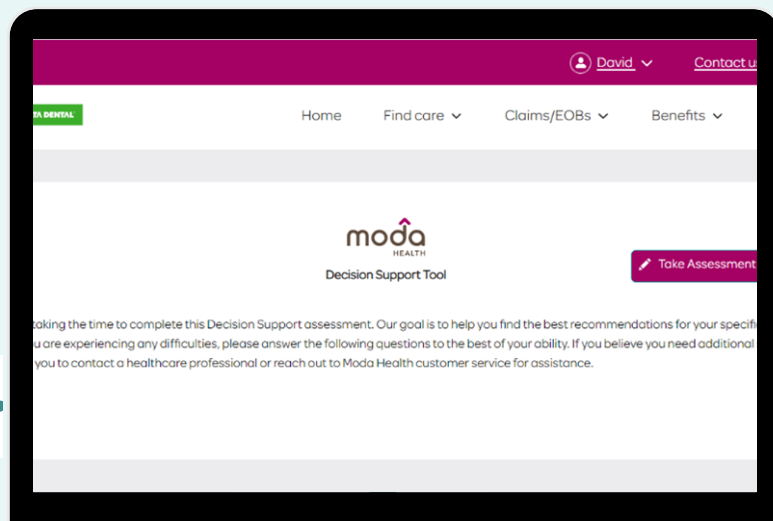 David Contact u
TA DENTAL Home Find care Claims/EOBs Benefits
moda
HEALTH
Decision Support Tool
Take Assessment
taking the time to complete this Decision Support assessment. Our goal is to help you find the best recommendations for your specifi
u are experiencing any difficulties, please answer the following questions to the best of your ability. If you believe you need additional
you to contact a healthcare professional or reach out to Moda Health customer service for assistance.